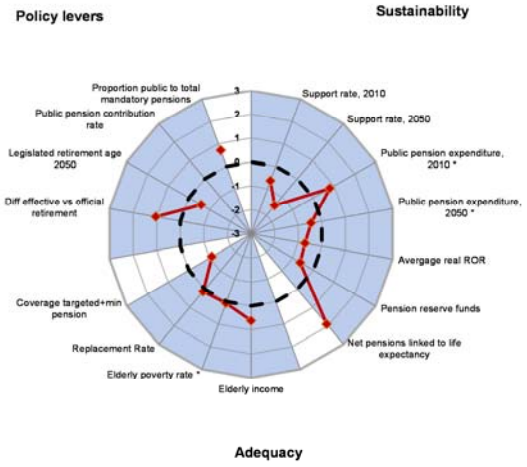 Policy levers
Sustainability
Proportion public to total
mandatory pensions
Public pension contribution
rate
Legislated retirement age
2050
Diff effective vs official
retirement
Coverage targeted+min
pension
Replacement Rate
Elderly poverty rate *
Elderly income
3
2
1
0
-1
-2
-3
Support rate, 2010
Support rate, 2050
Public pension expenditure,
2010 *
Public pension expenditure,
2050 *
Avergage real ROR
Pension reserve funds
Net pensions linked to life
expectancy
Adequacy